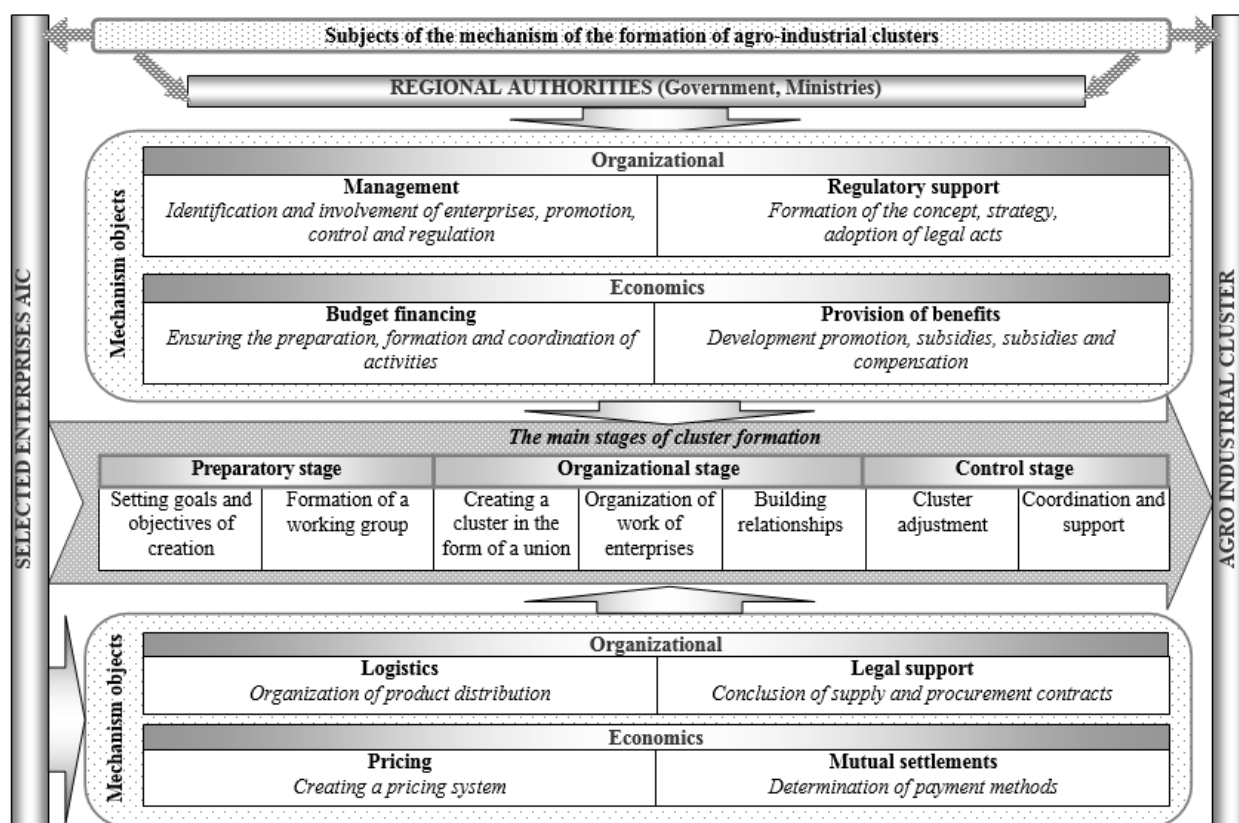 Subjects of the mechanism of the formation of agro-industrial clusters
REGIONAL AUTHORITIES (Government, Ministries)
SELECTED ENTERPRISES AIC
Mechanism objects
Organizational
Management
Identification and involvement of enterprises, promotion,
control and regulation
Regulatory support
Formation of the concept, strategy,
adoption of legal acts
Economics
Budget financing
Ensuring the preparation, formation and coordination of
activities
Provision of benefits
Development promotion, subsidies, subsidies and
compensation
The main stages of cluster formation
Preparatory stage
Organizational stage
Control stage
Setting goals and
objectives of
creation
Formation of a
working group
Creating a
cluster in the
form of a union
Organization of
work of
enterprises
Building
relationships
Cluster
adjustment
Coordination and
support
Mechanism objects
Organizational
Logistics
Organization of product distribution
Legal support
Conclusion of supply and procurement contracts
Economics
Pricing
Creating a pricing system
Mutual settlements
Determination of payment methods
AGRO INDUSTRIAL CLUSTER